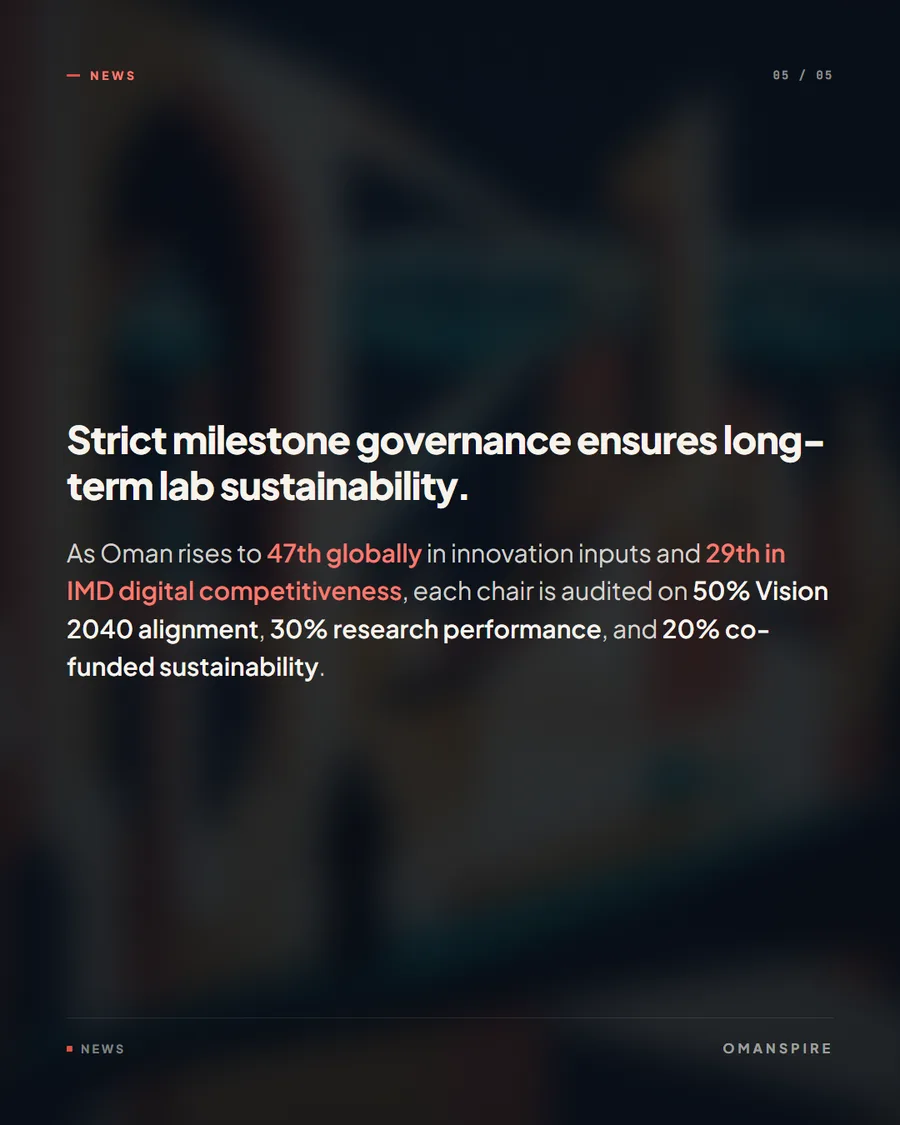 — NEWS
05 / 05
Strict milestone governance ensures long-
term lab sustainability.
As Oman rises to 47th globally in innovation inputs and 29th in
IMD digital competitiveness, each chair is audited on 50% Vision
2040 alignment, 30% research performance, and 20% co-
funded sustainability.
NEWS
OMANSPIRE